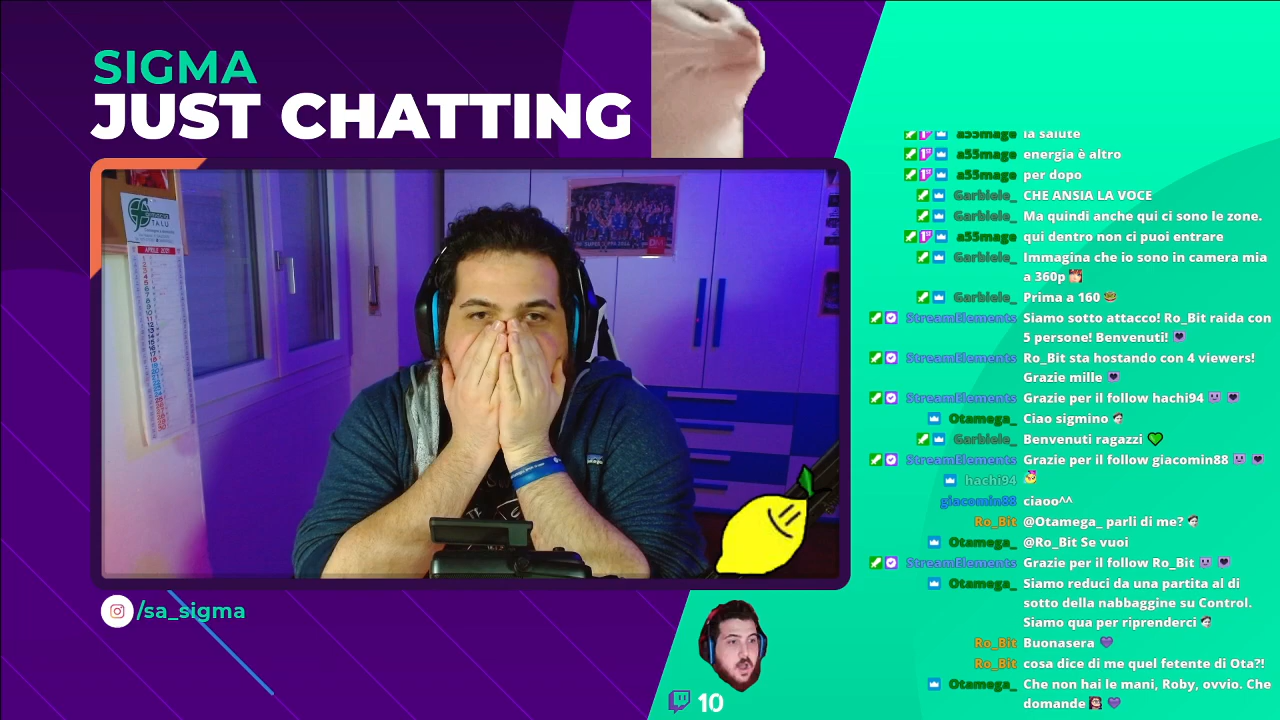 SIGMA
JUST CHATTING
TALU
APRILE 2021
/sa_sigma
10
a55mage la salute
a55mage energia è altro
a55mage per dopo
Garbiele_ CHE ANSIA LA VOCE
Garbiele_ Ma quindi anche qui ci sono le zone.
a55mage qui dentro non ci puoi entrare
Garbiele_ Immagina che io sono in camera mia
a 360p
Garbiele_ Prima a 160
StreamElements Siamo sotto attacco! Ro_Bit raida con
5 persone! Benvenuti!
StreamElements Ro_Bit sta hostando con 4 viewers!
Grazie mille
StreamElements Grazie per il follow hachi94
Otamega_ Ciao sigmino
Garbiele_ Benvenuti ragazzi
StreamElements Grazie per il follow giacomin88
hachi94
giacomin88 ciaoo^^
Ro_Bit @Otamega_ parli di me?
Otamega_ @Ro_Bit Se vuoi
StreamElements Grazie per il follow Ro_Bit
Otamega_ Siamo reduci da una partita al di
sotto della nabbaggine su Control.
Siamo qua per riprenderci
Ro_Bit Buonasera
Ro_Bit cosa dice di me quel fetente di Ota?!
Otamega_ Che non hai le mani, Roby, ovvio. Che
domande